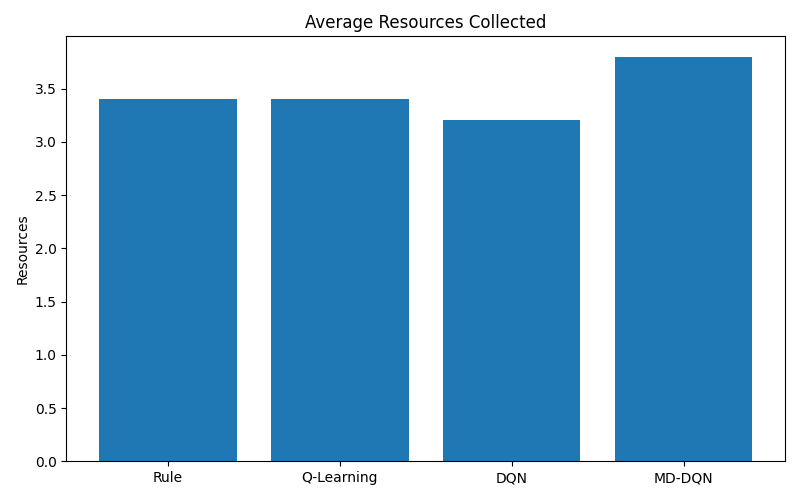 Average Resources Collected
Resources
3.5
3.0
2.5
2.0
1.5
1.0
0.5
0.0
Rule
Q-Learning
DQN
MD-DQN